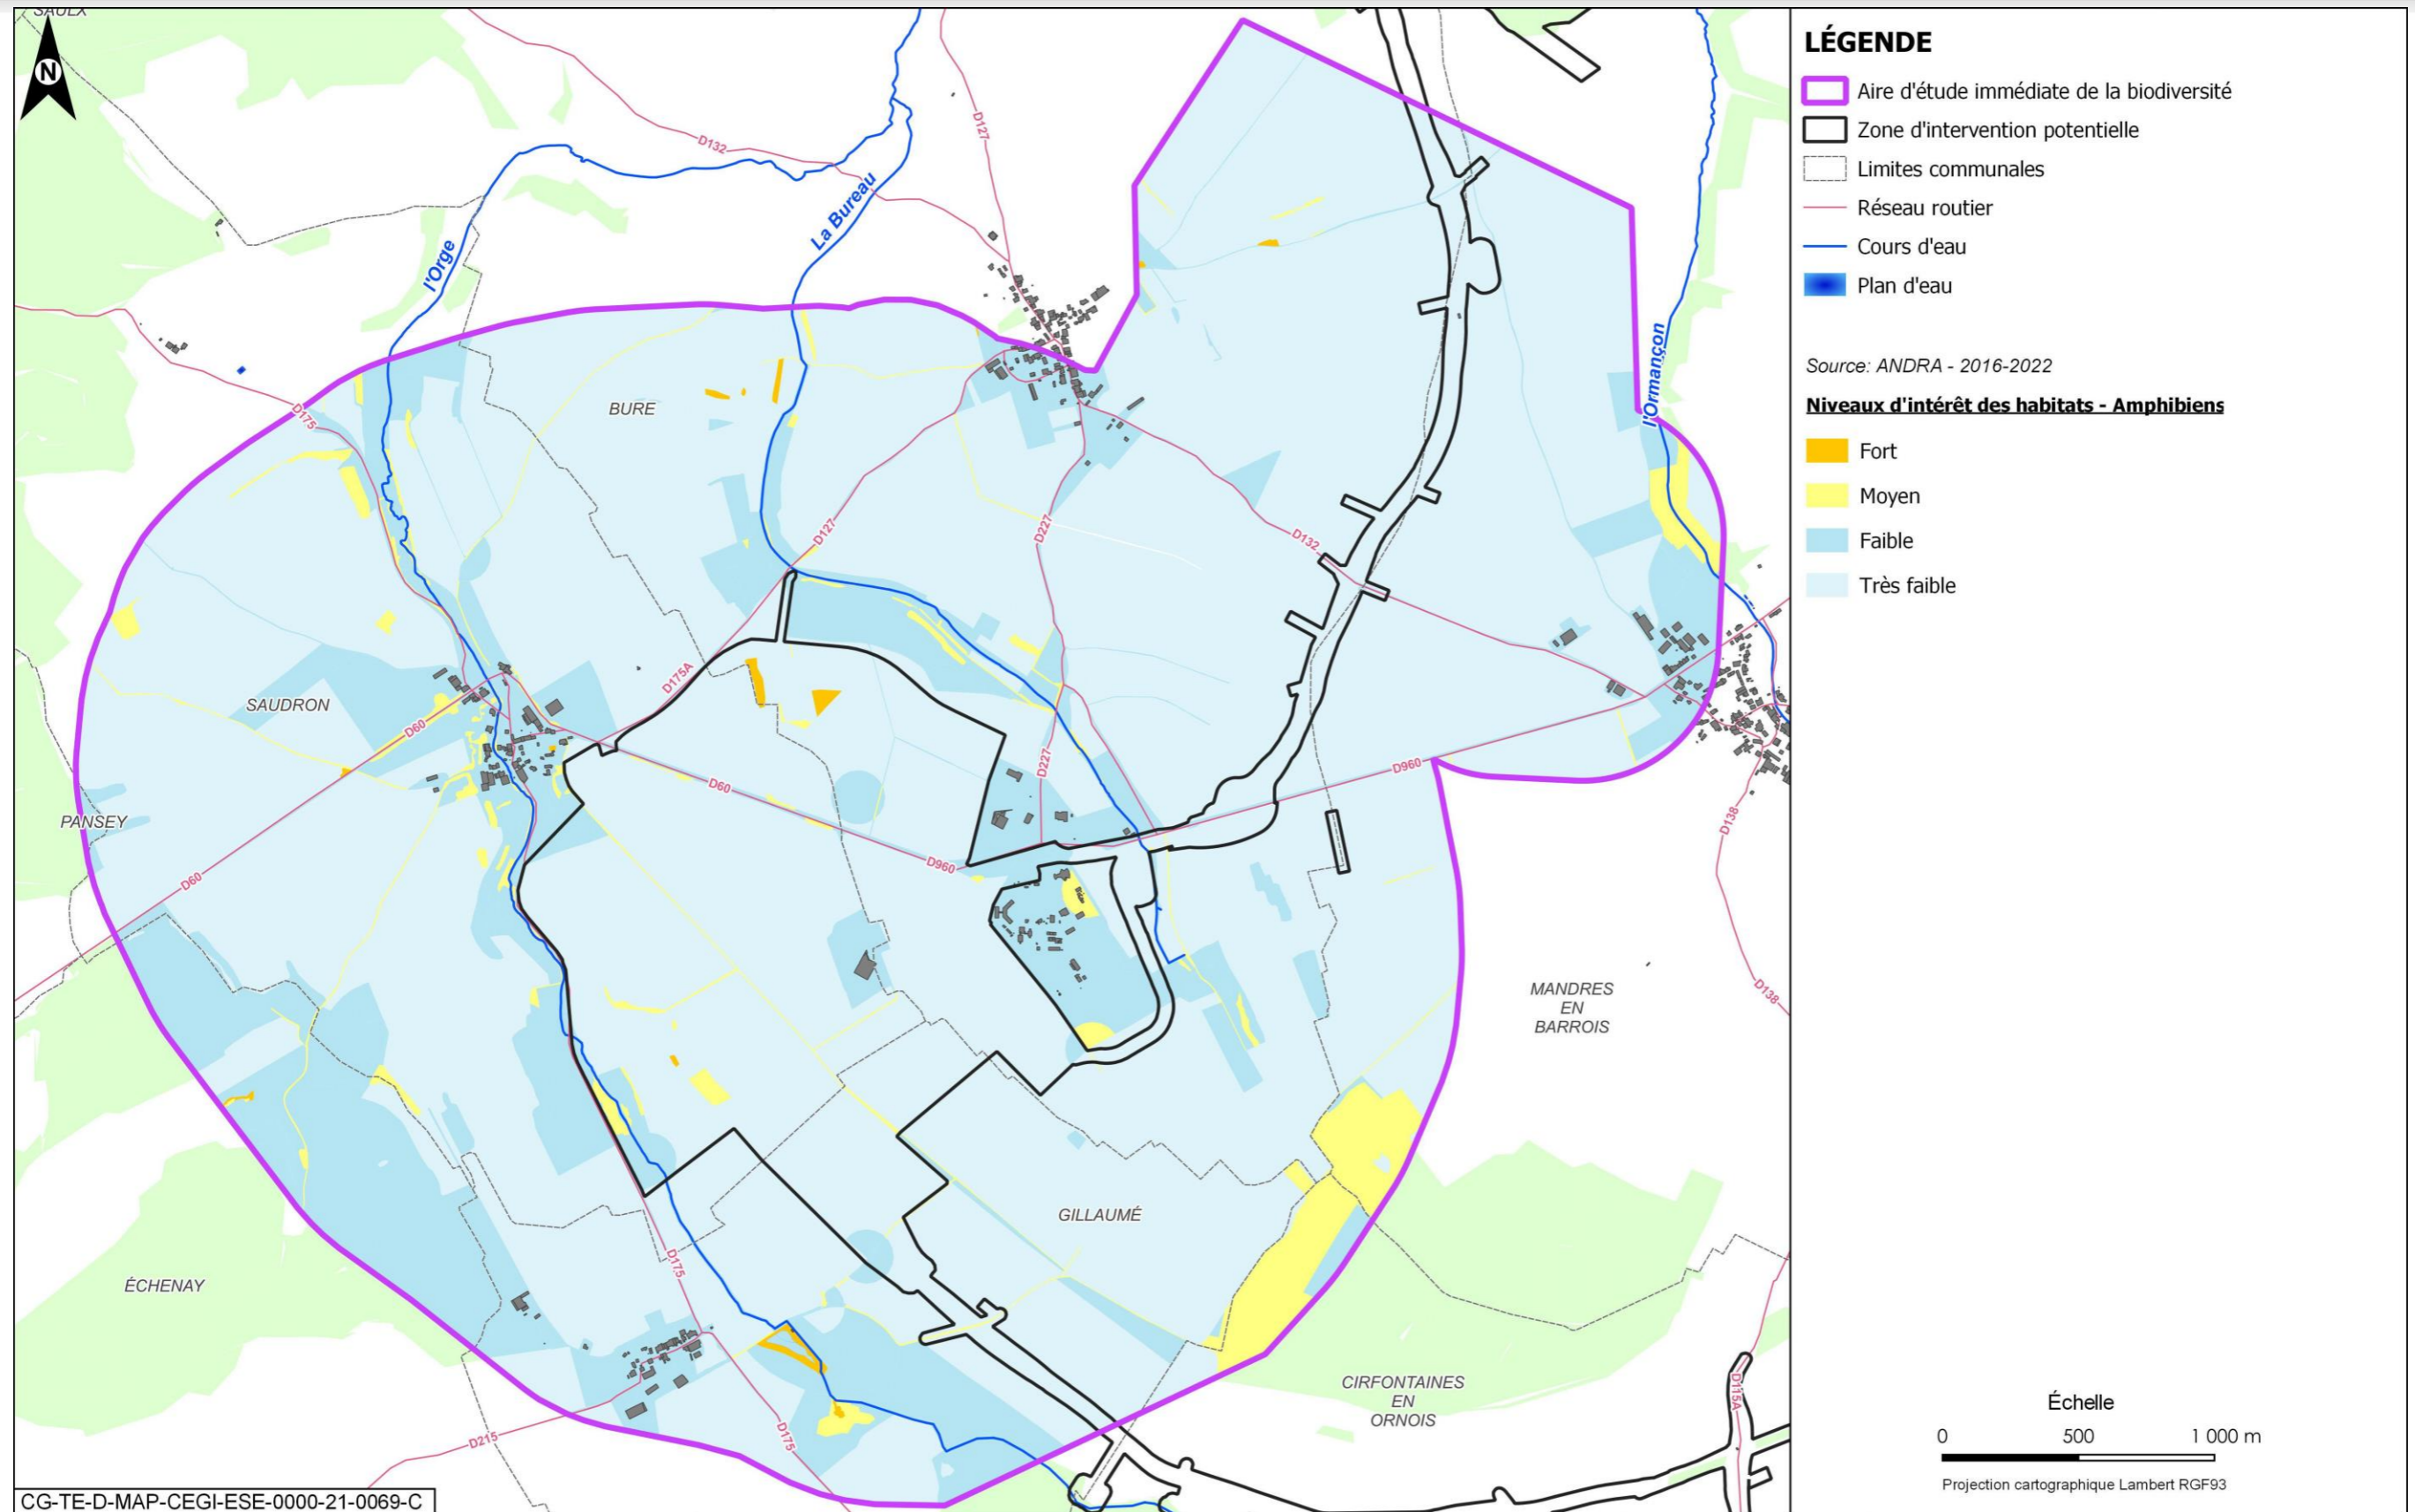 SAULX
N
D132
D127
La Bureau
l'Orge
l'Ormançon
D175
BURE
D127
D227
D132
D175A
SAUDRON
D60
D227
D60
D960
PANSEY
D60
D960
D138
MANDRES
EN
BARROIS
D138
GILLAUMÉ
D175
ÉCHENAY
CIRFONTAINES
EN
ORNOIS
D115A
D215
D175
CG-TE-D-MAP-CEGI-ESE-0000-21-0069-C
LÉGENDE
Aire d'étude immédiate de la biodiversité
Zone d'intervention potentielle
Limites communales
Réseau routier
Cours d'eau
Plan d'eau
Source: ANDRA - 2016-2022
Niveaux d'intérêt des habitats - Amphibiens
Fort
Moyen
Faible
Très faible
Échelle
0 500 1 000 m
Projection cartographique Lambert RGF93